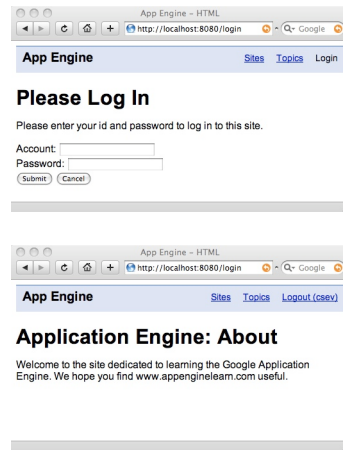 App Engine – HTML
http://localhost:8080/login
Google
App Engine
Sites Topics Login
Please Log In
Please enter your id and password to log in to this site.
Account:
Password:
Submit Cancel
App Engine – HTML
http://localhost:8080/login
Google
App Engine
Sites Topics Logout (csev)
Application Engine: About
Welcome to the site dedicated to learning the Google Application
Engine. We hope you find www.appenginelearn.com useful.